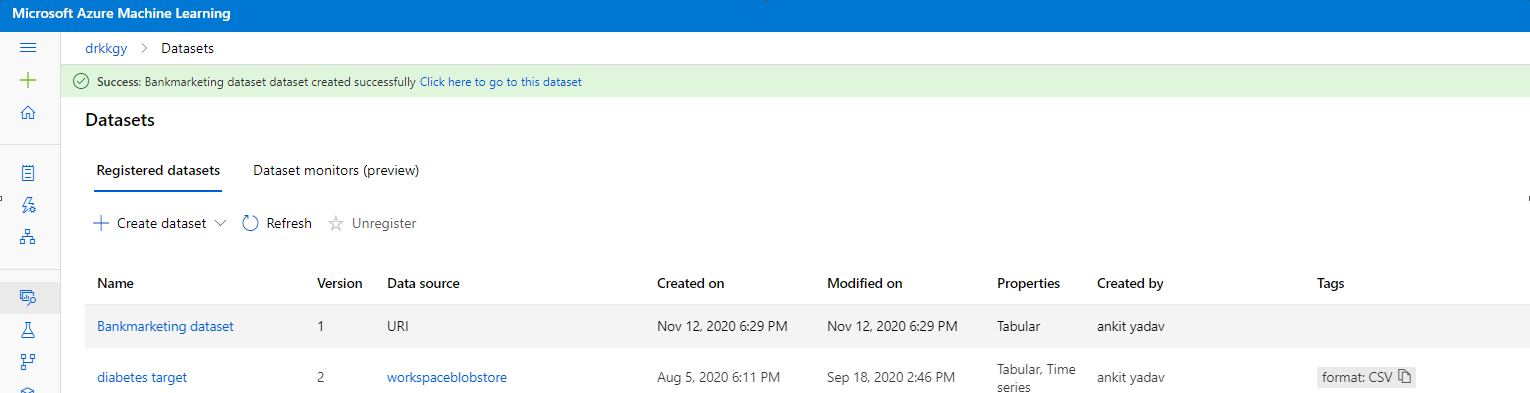 Microsoft Azure Machine Learning
drkkgy > Datasets
Success: Bankmarketing dataset dataset created successfully Click here to go to this dataset
Datasets
Registered datasets Dataset monitors (preview)
Create dataset Refresh Unregister
Name Version Data source Created on Modified on Properties Created by Tags
Bankmarketing dataset 1 URI Nov 12, 2020 6:29 PM Nov 12, 2020 6:29 PM Tabular ankit yadav
diabetes target 2 workspaceblobstore Aug 5, 2020 6:11 PM Sep 18, 2020 2:46 PM Tabular, Time ankit yadav format: CSV
series